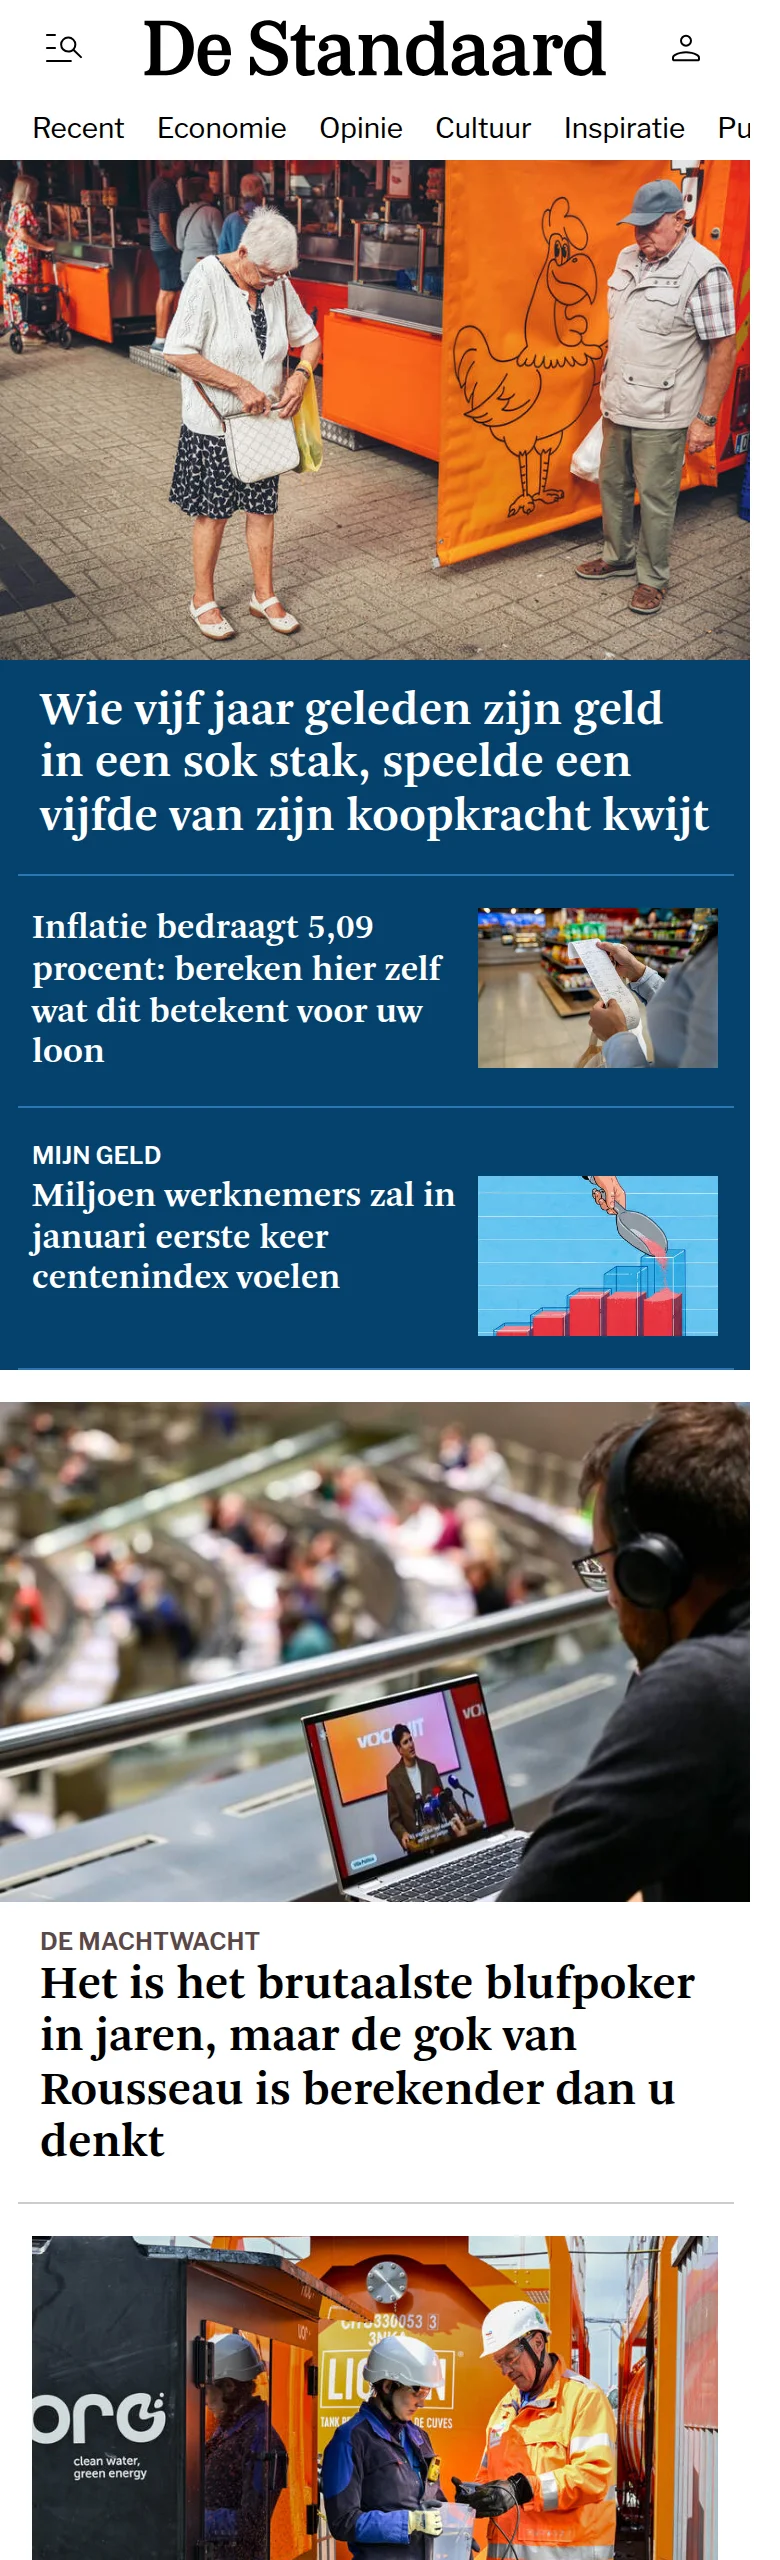 De Standaard
Recent Economie Opinie Cultuur Inspiratie Pu
Wie vijf jaar geleden zijn geld
in een sok stak, speelde een
vijfde van zijn koopkracht kwijt
Inflatie bedraagt 5,09
procent: bereken hier zelf
wat dit betekent voor uw
loon
MIJN GELD
Miljoen werknemers zal in
januari eerste keer
centenindex voelen
DE MACHTWACHT
Het is het brutaalste blufpoker
in jaren, maar de gok van
Rousseau is berekender dan u
denkt
clean water,
green energy